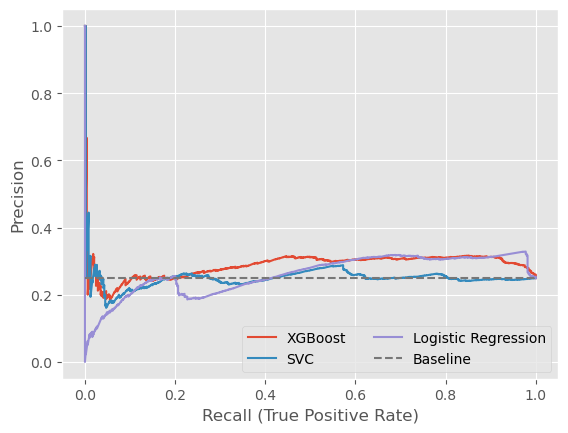 1.0
0.8
0.6
0.4
0.2
0.0
Precision
XGBoost
SVC
Logistic Regression
Baseline
0.0 0.2 0.4 0.6 0.8 1.0
Recall (True Positive Rate)